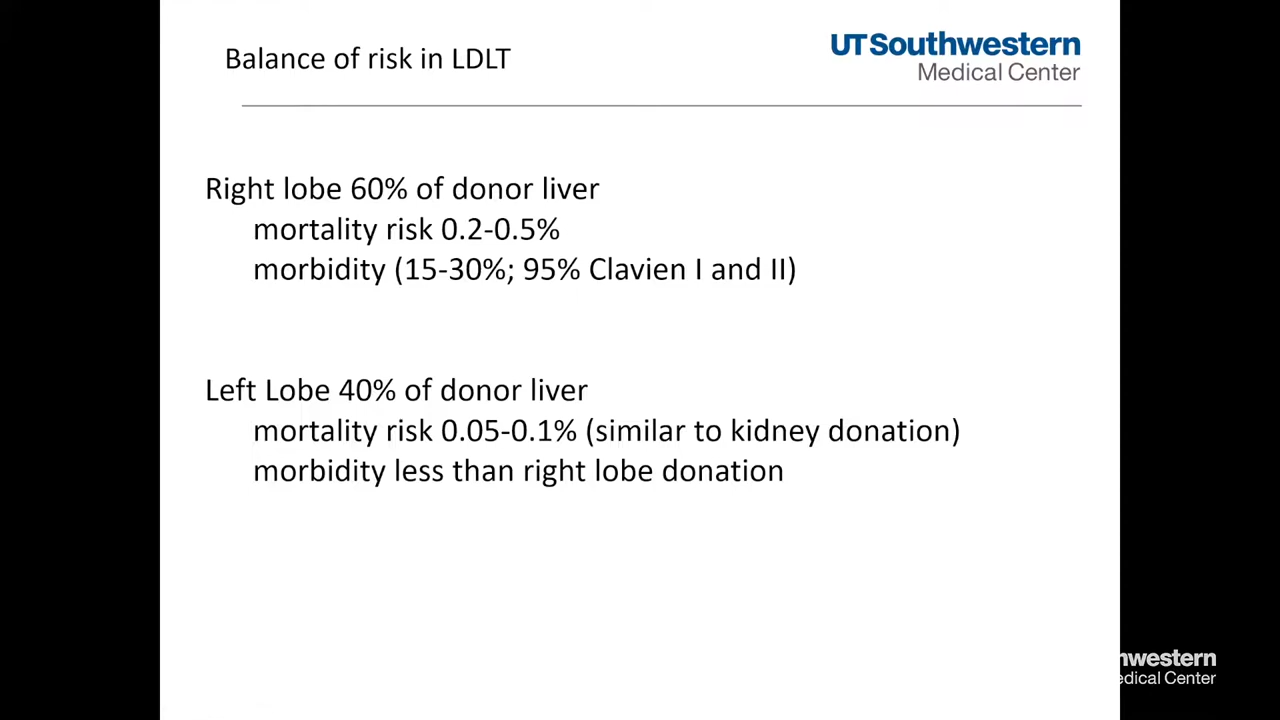 Balance of risk in LDLT
UTSouthwestern
Medical Center
Right lobe 60% of donor liver
mortality risk 0.2-0.5%
morbidity (15-30%; 95% Clavien I and II)
Left Lobe 40% of donor liver
mortality risk 0.05-0.1% (similar to kidney donation)
morbidity less than right lobe donation
hwestern
edical Center